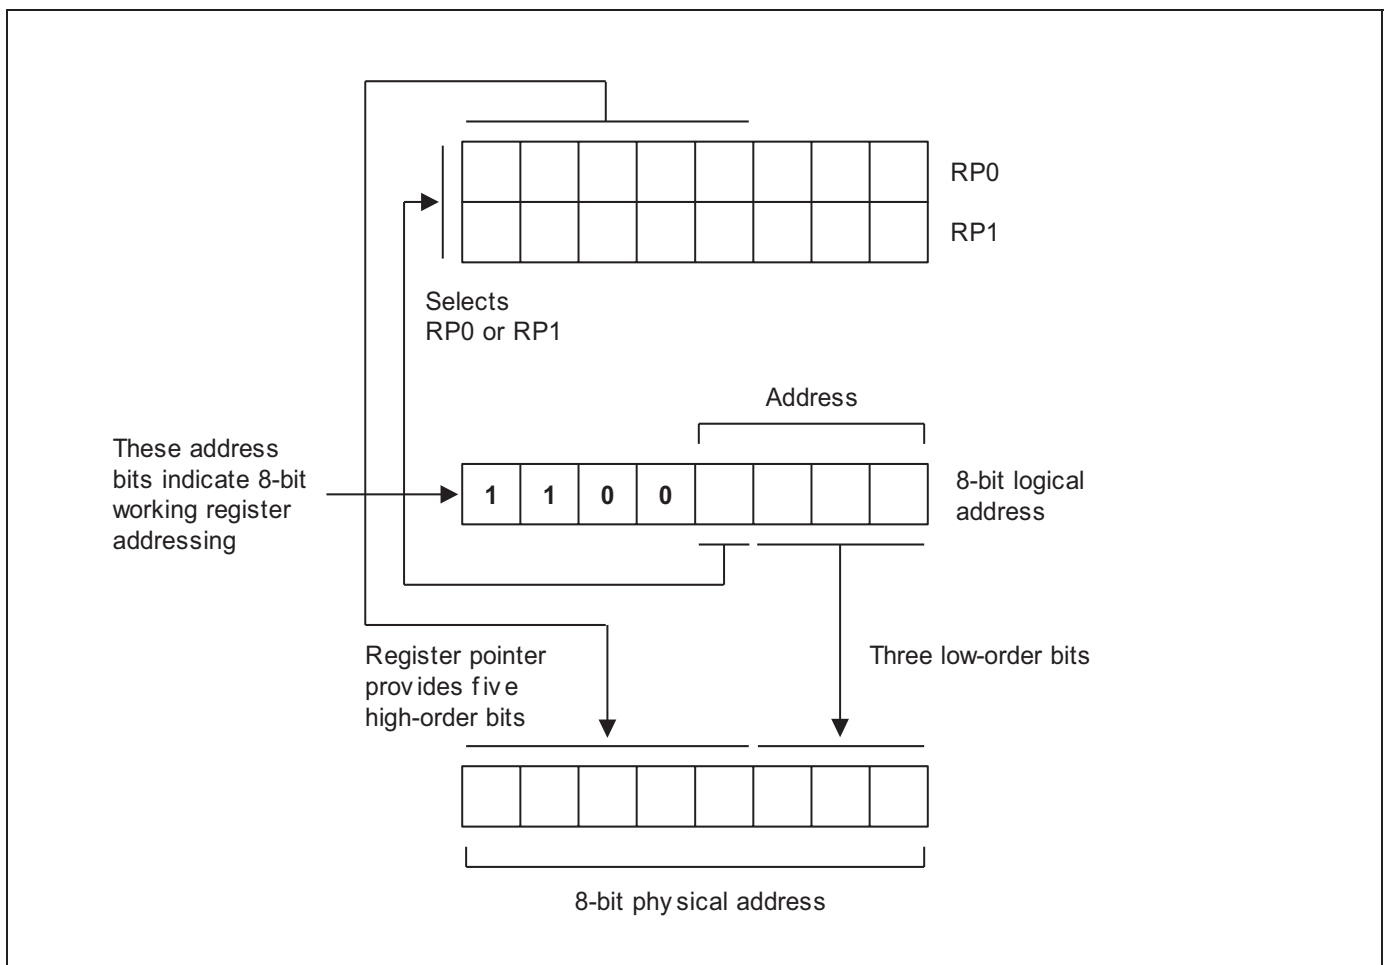 RP0
RP1
Selects
RP0 or RP1
Address
These address
bits indicate 8-bit
working register
addressing
1 1 0 0
8-bit logical
address
Register pointer
provides five
high-order bits
Three low-order bits
8-bit physical address